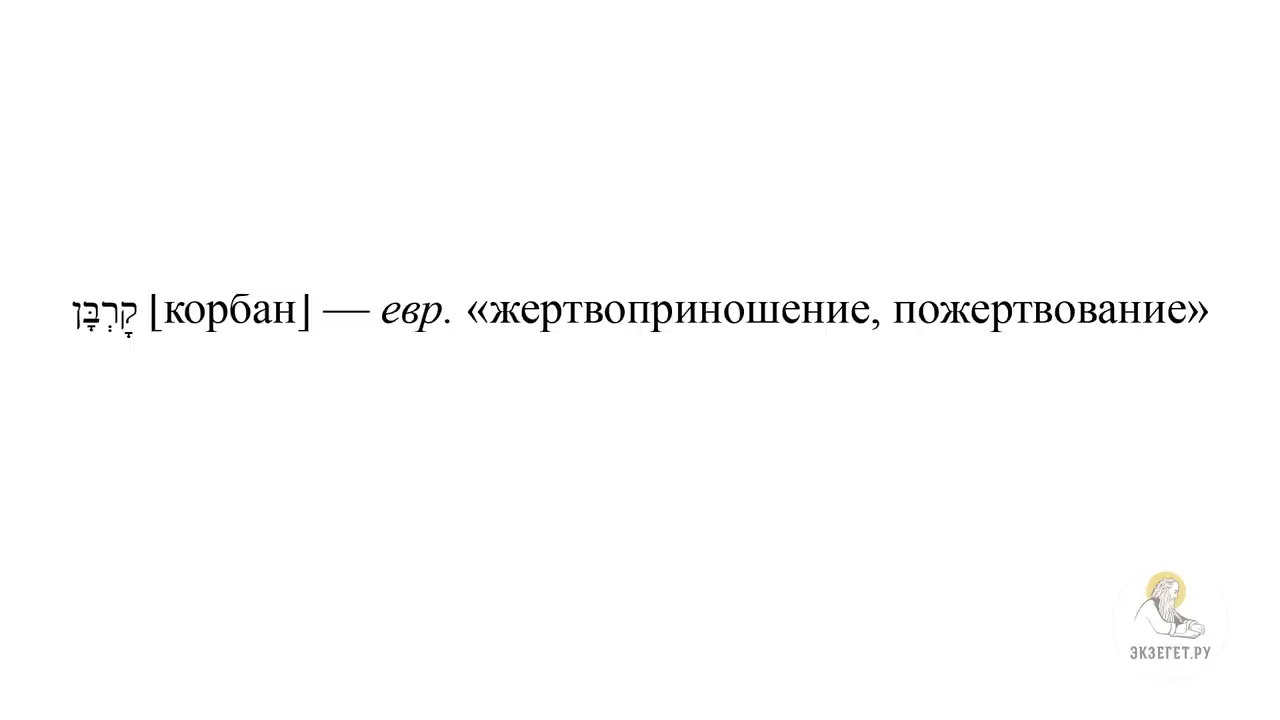 קָרְבָּן [корбан] — евр. «жертвоприношение, пожертвование»
ЭКЗЕГЕТ.РУ